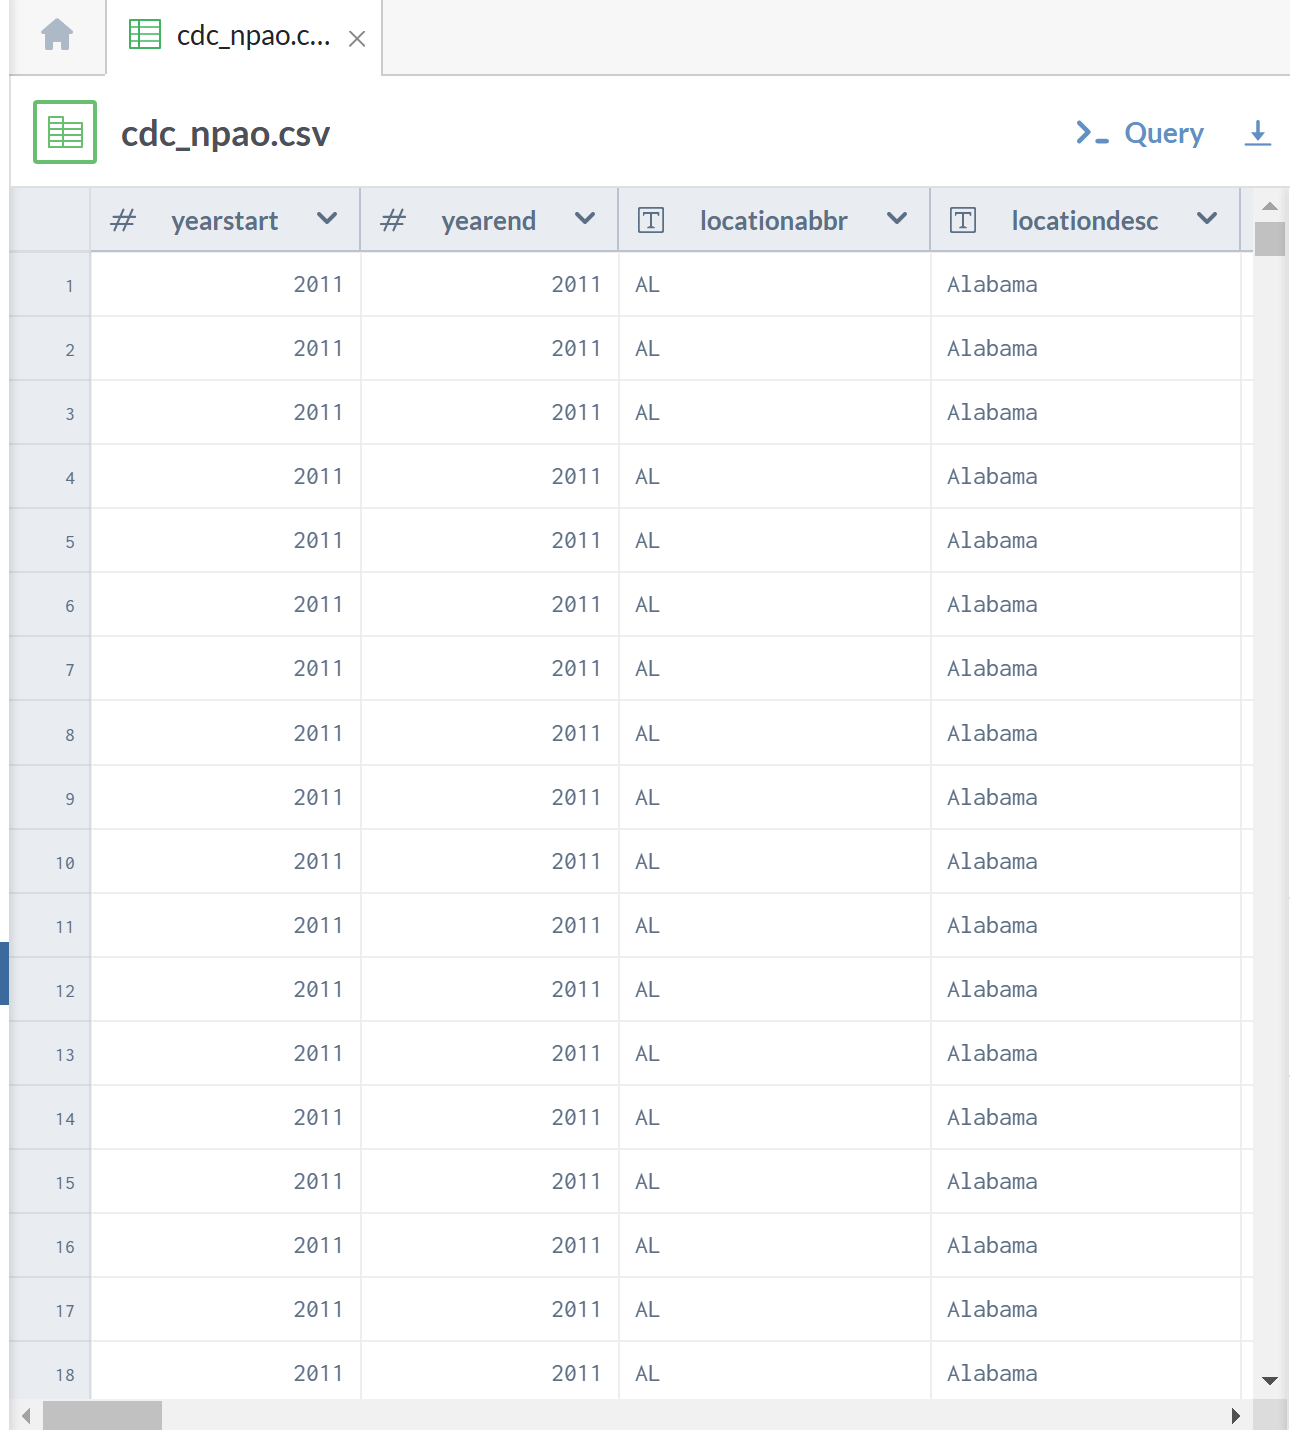 cdc_npao.c...
cdc_npao.csv Query
# yearstart yearend locationabbr locationdesc
1 2011 2011 AL Alabama
2 2011 2011 AL Alabama
3 2011 2011 AL Alabama
4 2011 2011 AL Alabama
5 2011 2011 AL Alabama
6 2011 2011 AL Alabama
7 2011 2011 AL Alabama
8 2011 2011 AL Alabama
9 2011 2011 AL Alabama
10 2011 2011 AL Alabama
11 2011 2011 AL Alabama
12 2011 2011 AL Alabama
13 2011 2011 AL Alabama
14 2011 2011 AL Alabama
15 2011 2011 AL Alabama
16 2011 2011 AL Alabama
17 2011 2011 AL Alabama
18 2011 2011 AL Alabama